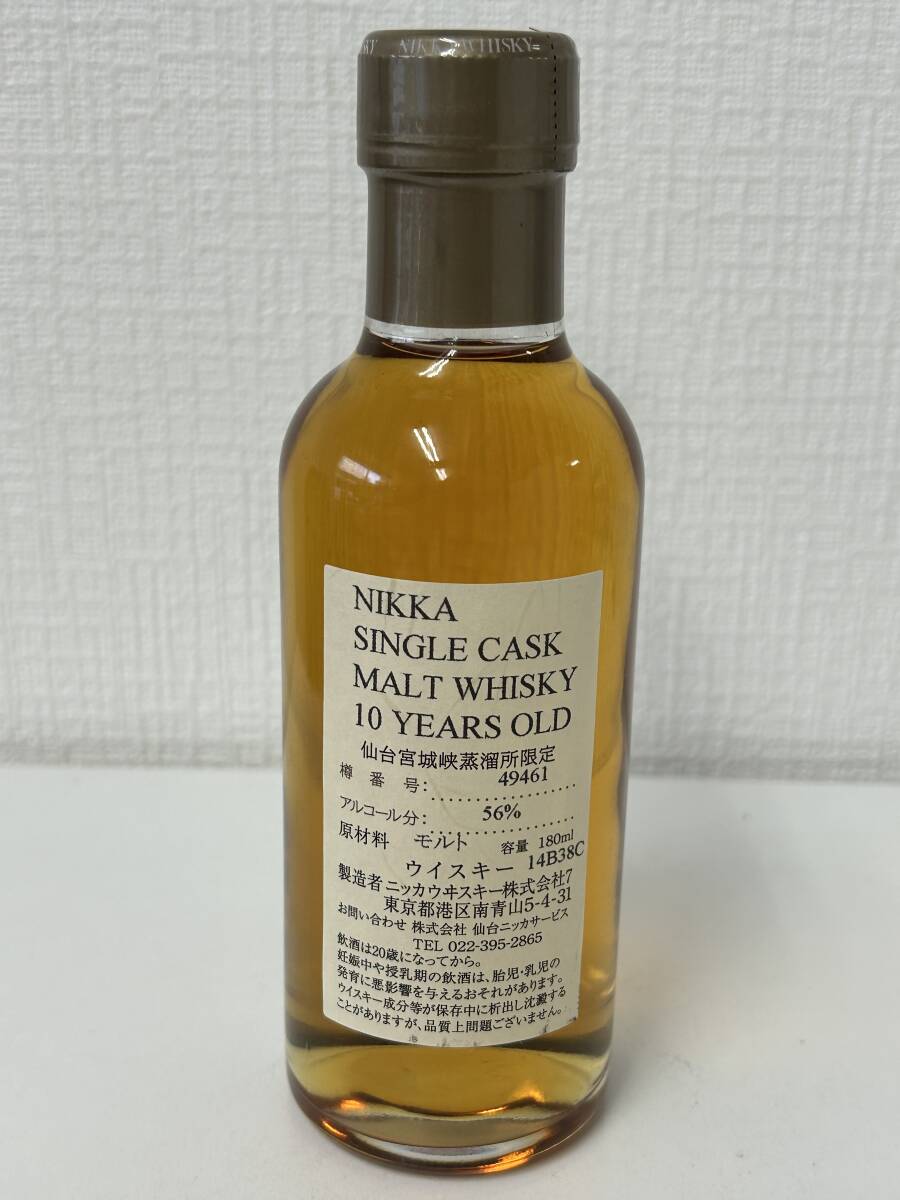 NIKKA WHISKY
NIKKA
SINGLE CASK
MALT WHISKY
10 YEARS OLD
仙台宮城峡蒸溜所限定
樽番号: 49461
アルコール分: 56%
原材料 モルト 容量 180ml
ウイスキー 14B38C
製造者 ニッカウヰスキー株式会社7
東京都港区南青山5-4-31
お問い合わせ 株式会社 仙台ニッカサービス
TEL 022-395-2865
飲酒は20歳になってから。
妊娠中や授乳期の飲酒は、胎児・乳児の
発育に悪影響を与えるおそれがあります。
ウイスキー成分等が保存中に析出し沈澱する
ことがありますが、品質上問題ございません。